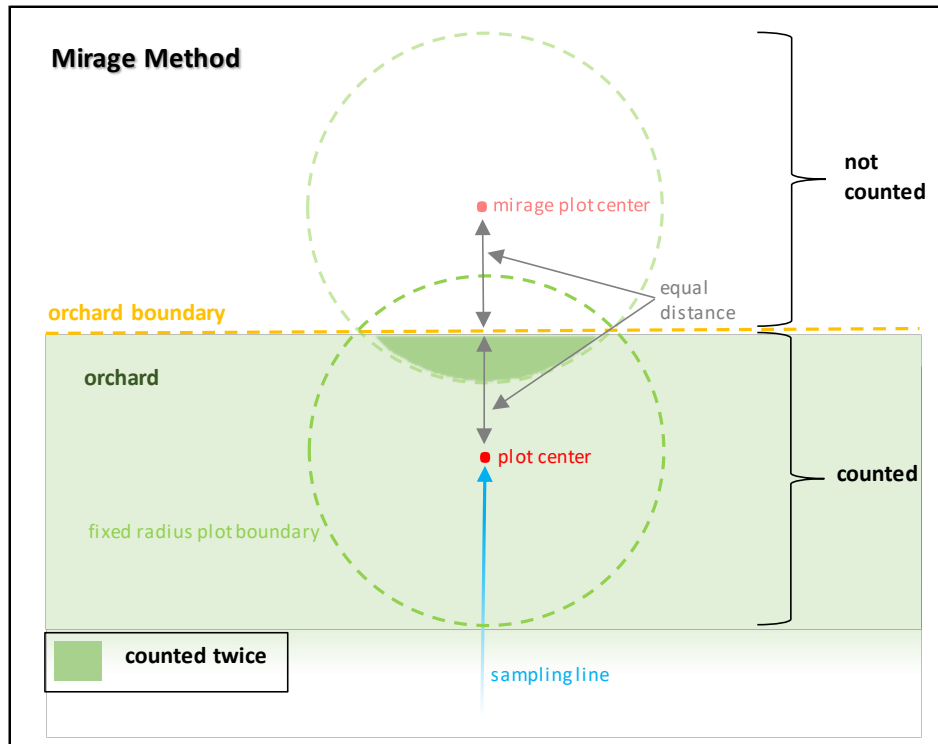 Mirage Method
not
counted
mirage plot center
equal
distance
orchard boundary
orchard
plot center
counted
fixed radius plot boundary
counted twice
sampling line